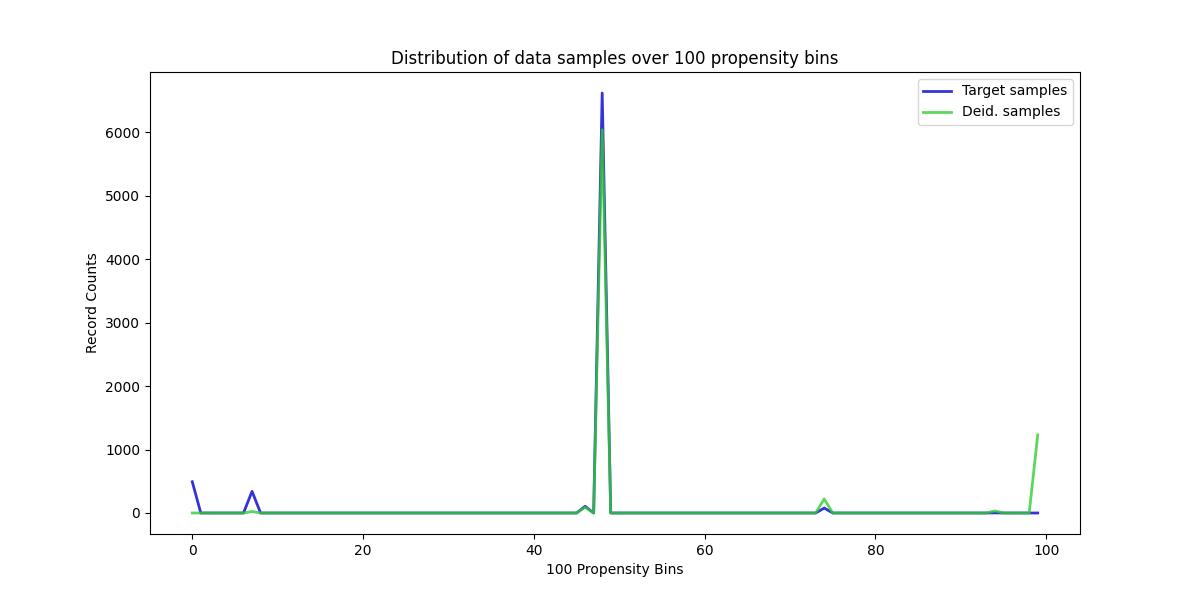 Distribution of data samples over 100 propensity bins
Target samples
Deid. samples
Record Counts
6000
5000
4000
3000
2000
1000
0
0 20 40 60 80 100
100 Propensity Bins